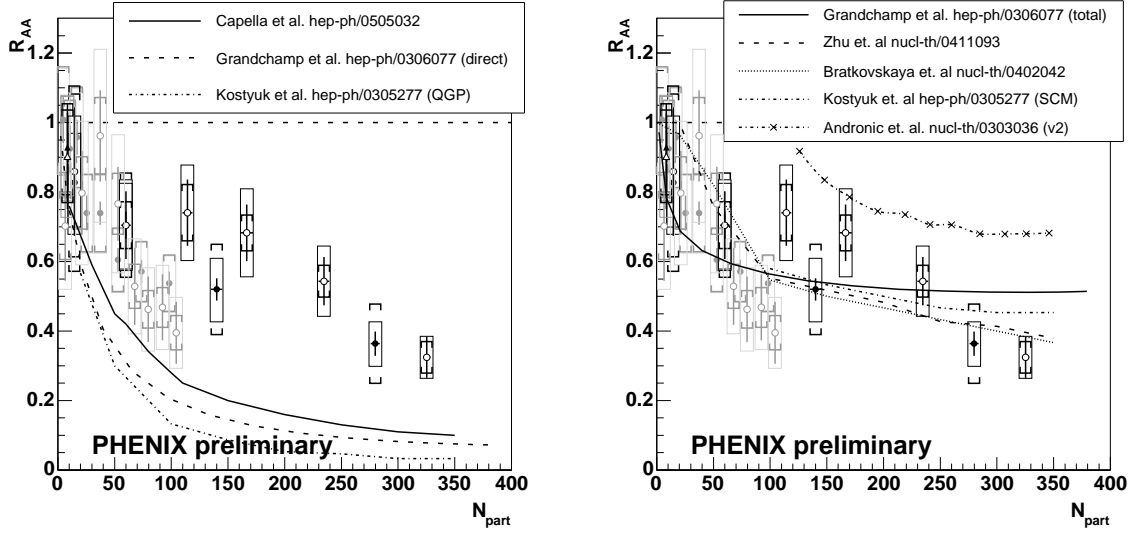 R_AA
Capella et al. hep-ph/0505032
Grandchamp et al. hep-ph/0306077 (direct)
Kostyuk et al. hep-ph/0305277 (QGP)
1.2
1
0.8
0.6
0.4
0.2
0
PHENIX preliminary
0 50 100 150 200 250 300 350 400
N_part
R_AA
Grandchamp et al. hep-ph/0306077 (total)
Zhu et. al nucl-th/0411093
Bratkovskaya et. al nucl-th/0402042
Kostyuk et. al hep-ph/0305277 (SCM)
Andronic et. al. nucl-th/0303036 (v2)
1.2
1
0.8
0.6
0.4
0.2
0
PHENIX preliminary
0 50 100 150 200 250 300 350 400
N_part